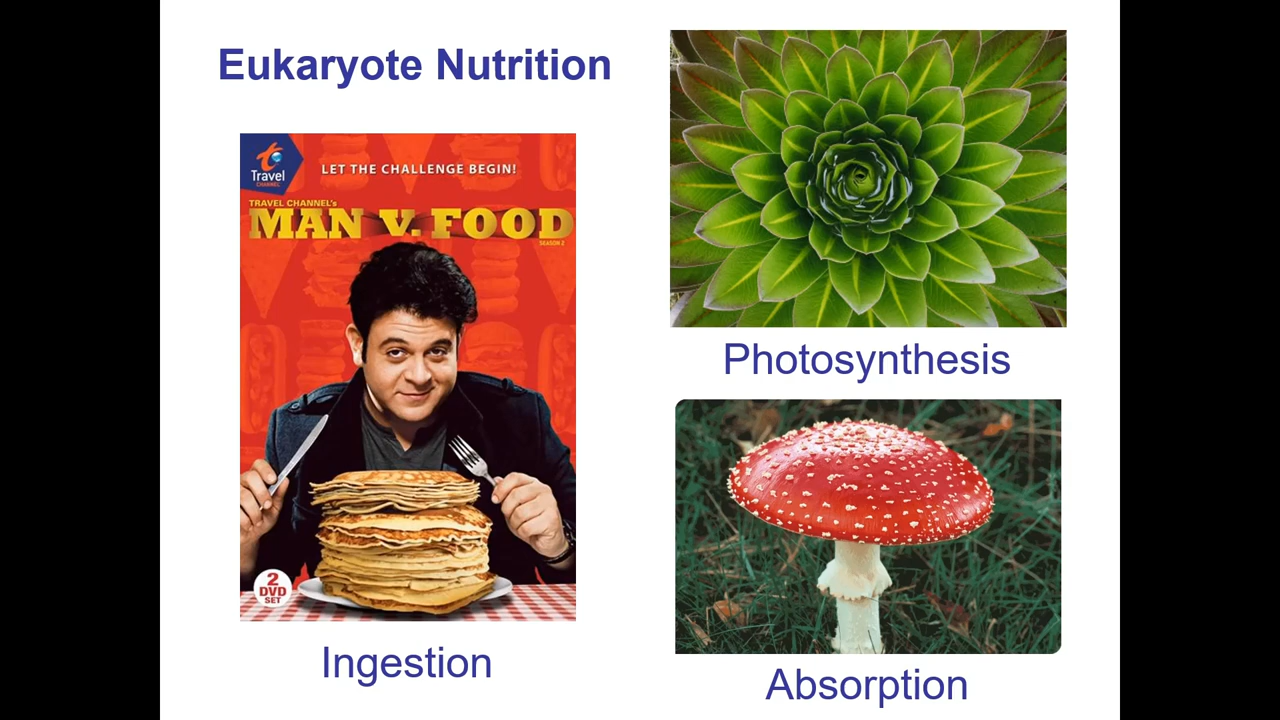 Eukaryote Nutrition
Travel
CHANNEL
LET THE CHALLENGE BEGIN!
TRAVEL CHANNEL's
MAN v. FOOD
SEASON 2
2
DVD
SET
Ingestion
Photosynthesis
Absorption